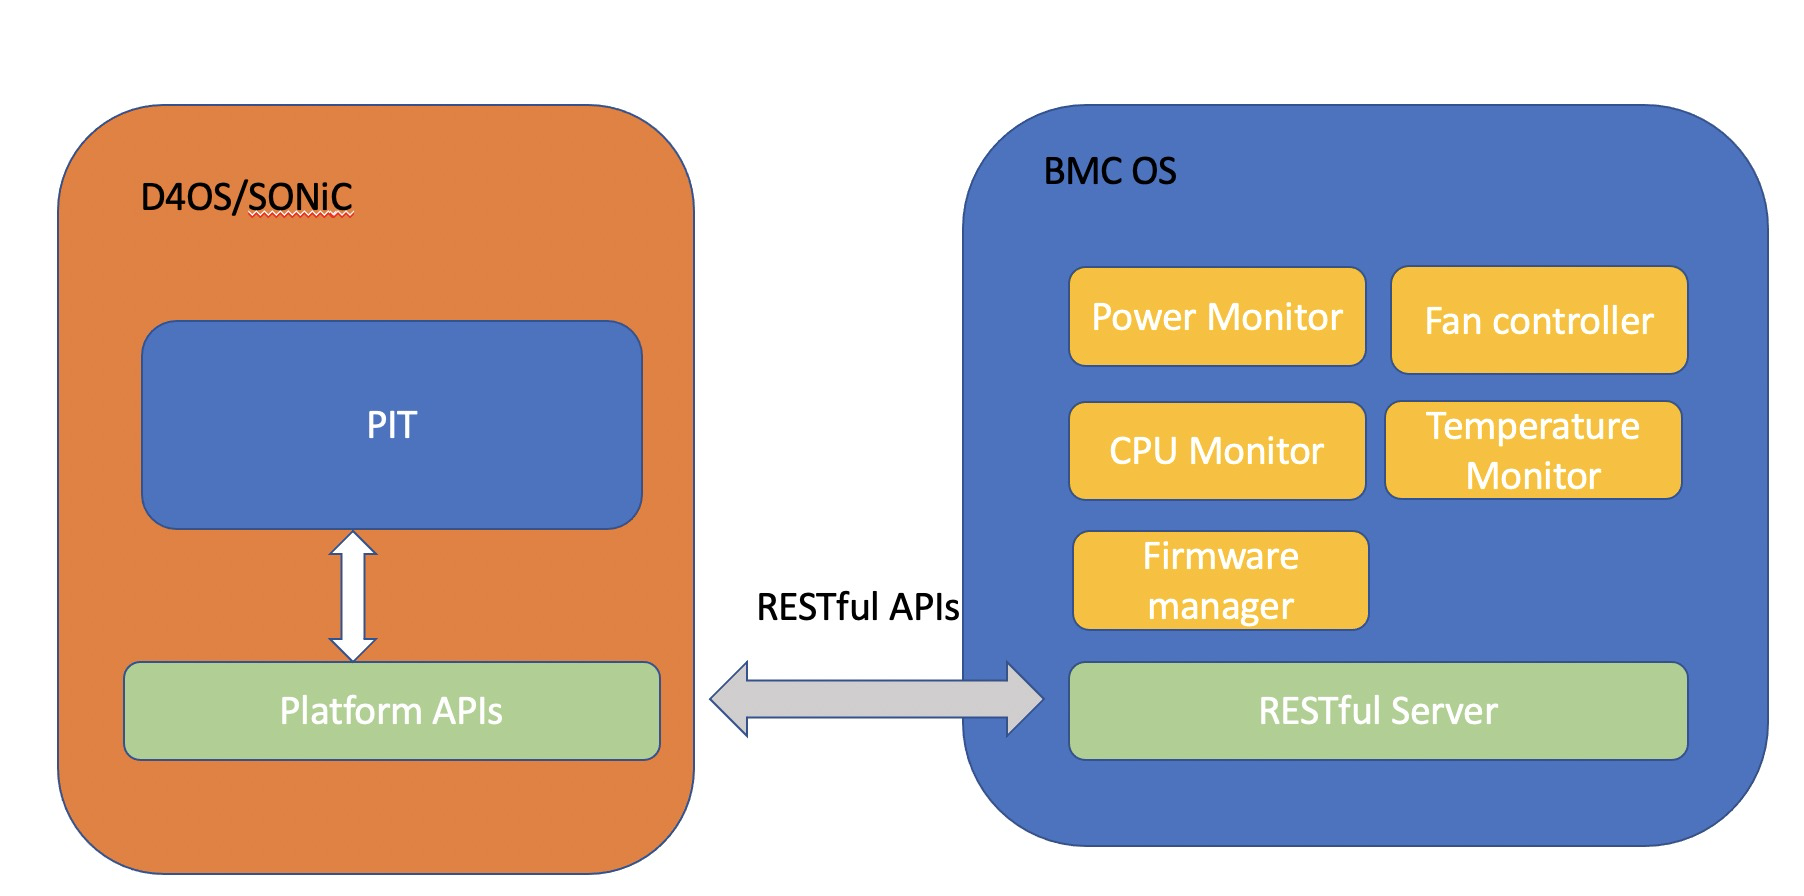 D4OS/SONiC
PIT
Platform APIs
RESTful APIs
BMC OS
Power Monitor
Fan controller
CPU Monitor
Temperature
Monitor
Firmware
manager
RESTful Server